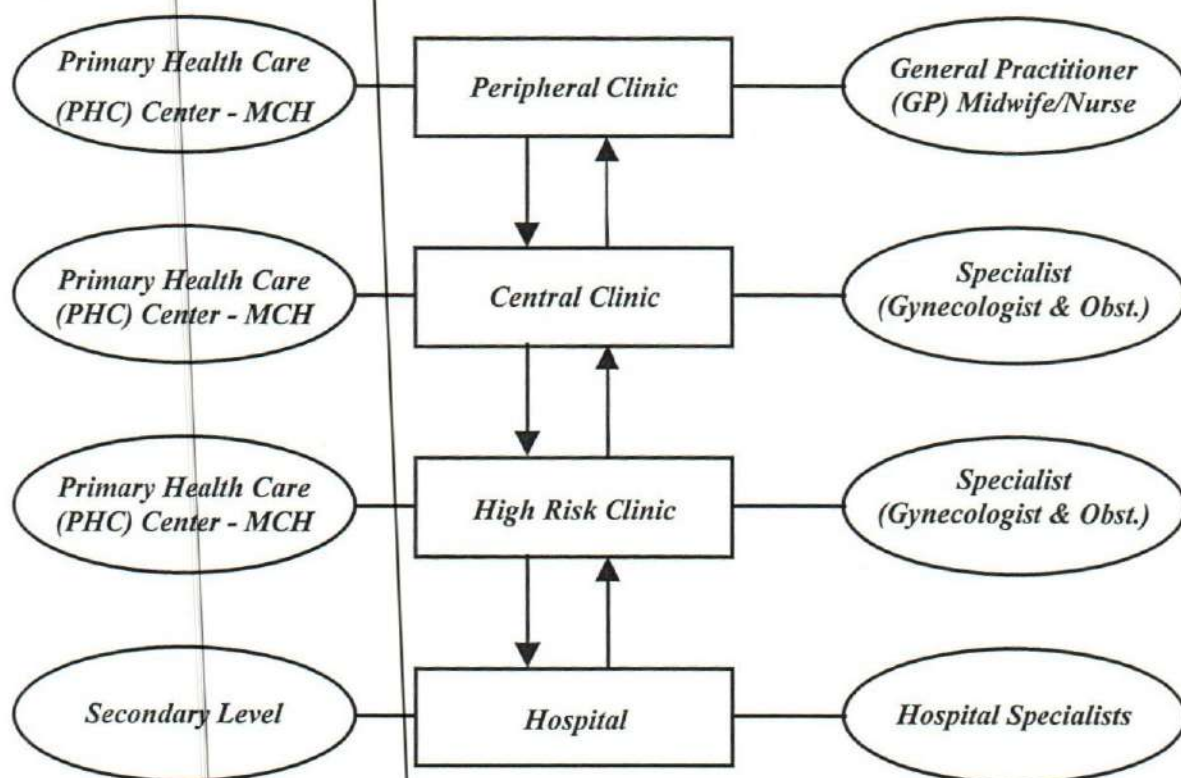 Primary Health Care
(PHC) Center - MCH
Peripheral Clinic
General Practitioner
(GP) Midwife/Nurse
Primary Health Care
(PHC) Center - MCH
Central Clinic
Specialist
(Gynecologist & Obst.)
Primary Health Care
(PHC) Center - MCH
High Risk Clinic
Specialist
(Gynecologist & Obst.)
Secondary Level
Hospital
Hospital Specialists